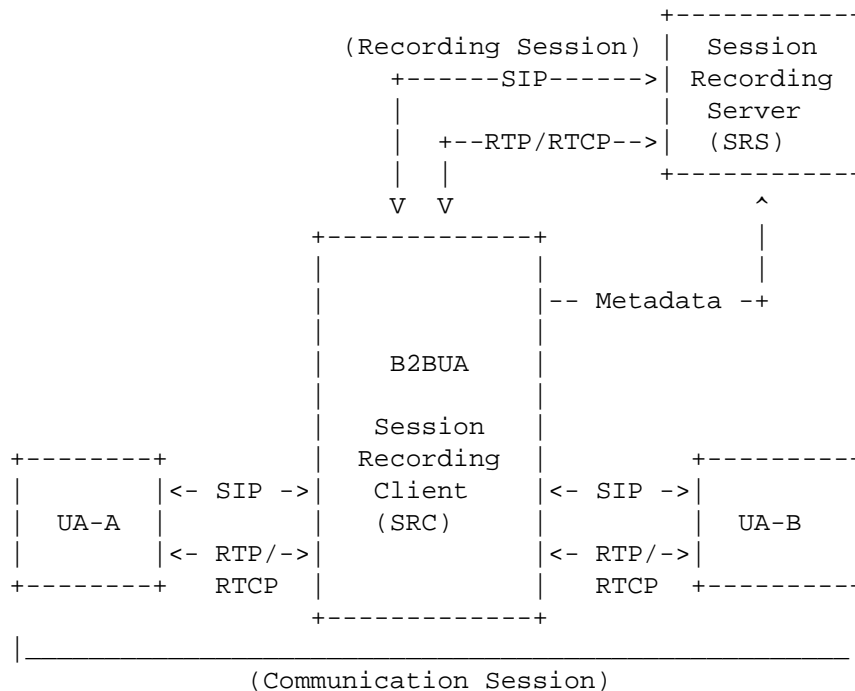 (Recording Session) Session
SIP Recording
Server
RTP/RTCP (SRS)
Metadata
B2BUA
Session
Recording
SIP Client SIP
UA-A (SRC) UA-B
RTP/ RTP/
RTCP RTCP
(Communication Session)